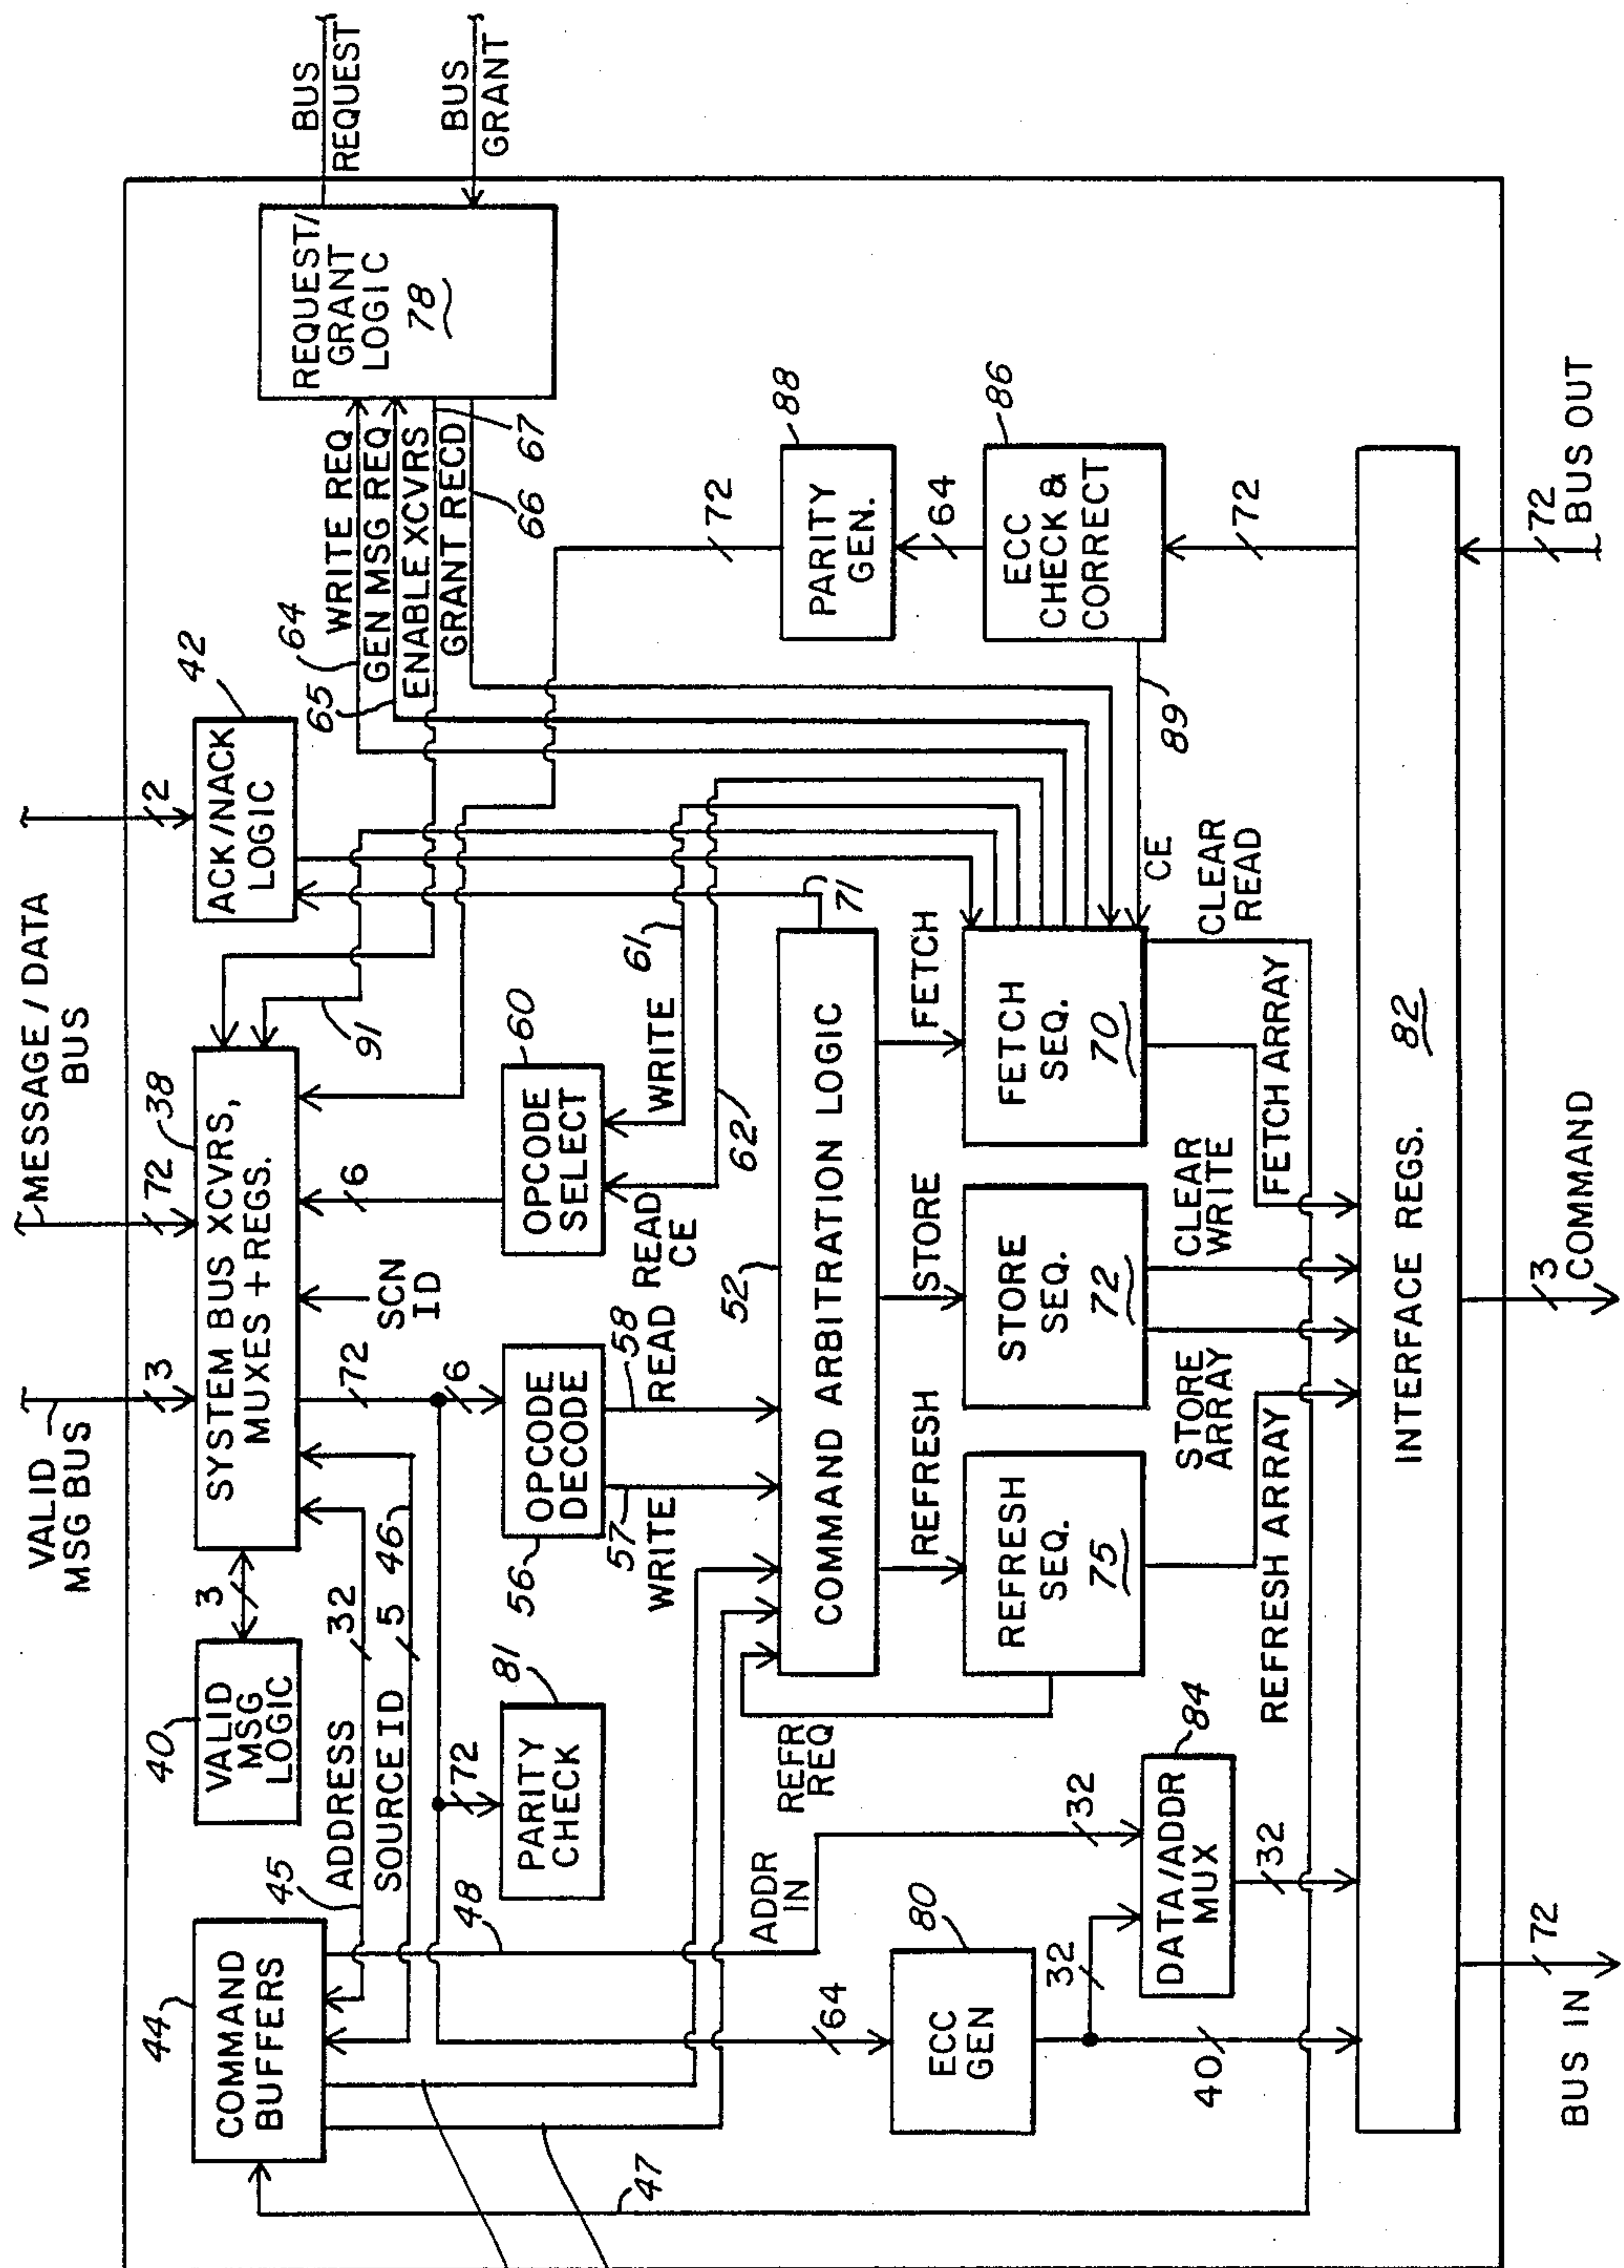 VALID
MSG BUS
3
MESSAGE / DATA
BUS
72
2
BUS
REQUEST
BUS
GRANT
44
COMMAND
BUFFERS
40
VALID
MSG
LOGIC
3
38
SYSTEM BUS XCVRS,
MUXES + REGS.
42
ACK/NACK
LOGIC
REQUEST/
GRANT
LOGIC
78
45
ADDRESS
32
SOURCE ID
5
46
72
SCN
ID
6
91
64
WRITE REQ
65
GEN MSG REQ
ENABLE XCVRS
GRANT RECD
66
67
48
72
PARITY
CHECK
81
6
OPCODE
DECODE
56
57
WRITE
58
READ
OPCODE
SELECT
60
READ
CE
WRITE
61
62
72
ADDR
IN
REFR
REQ
52
COMMAND ARBITRATION LOGIC
71
PARITY
GEN.
88
64
64
80
ECC
GEN
REFRESH
STORE
FETCH
REFRESH
SEQ.
75
STORE
SEQ.
72
FETCH
SEQ.
70
ECC
CHECK &
CORRECT
86
32
32
DATA/ADDR
MUX
84
89
CE
72
40
32
REFRESH ARRAY
STORE
ARRAY
CLEAR
WRITE
FETCH ARRAY
CLEAR
READ
47
INTERFACE REGS.
82
BUS IN
72
3
COMMAND
72
BUS OUT